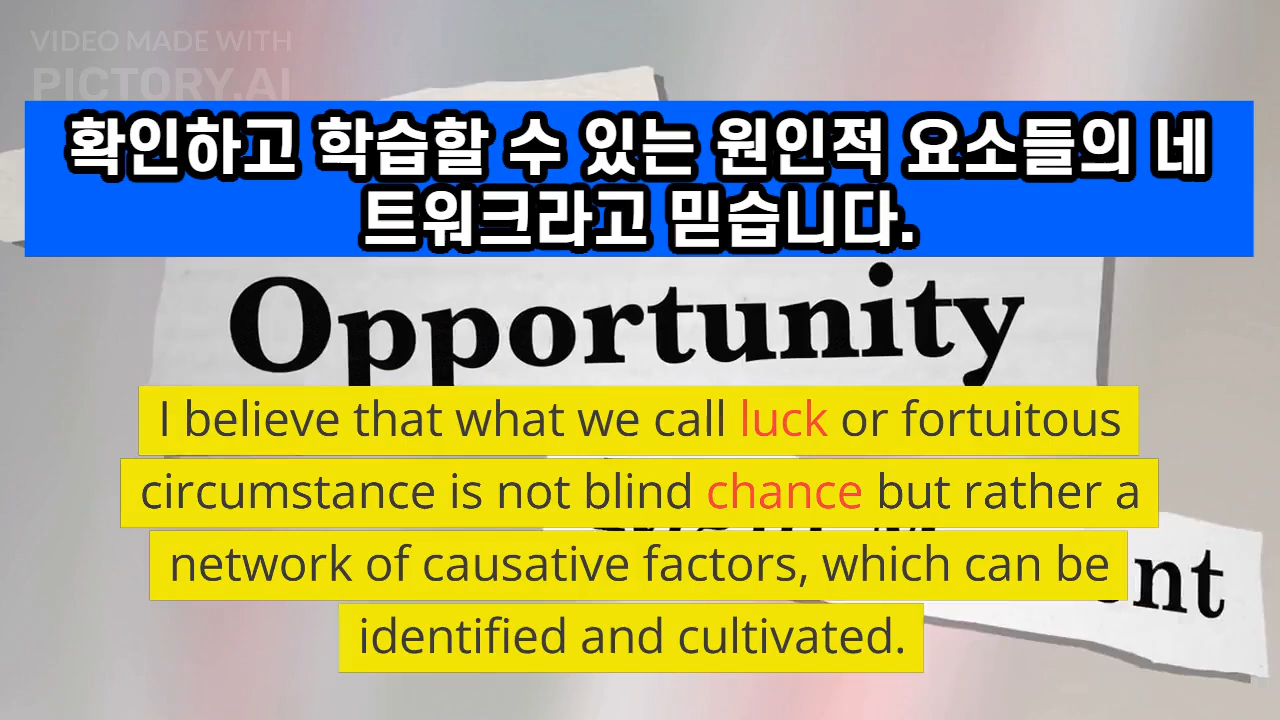 VIDEO MADE WITH
PICTORY.AI
확인하고 학습할 수 있는 원인적 요소들의 네
트워크라고 믿습니다.
Opportunity
I believe that what we call luck or fortuitous
circumstance is not blind chance but rather a
network of causative factors, which can be
nt
identified and cultivated.